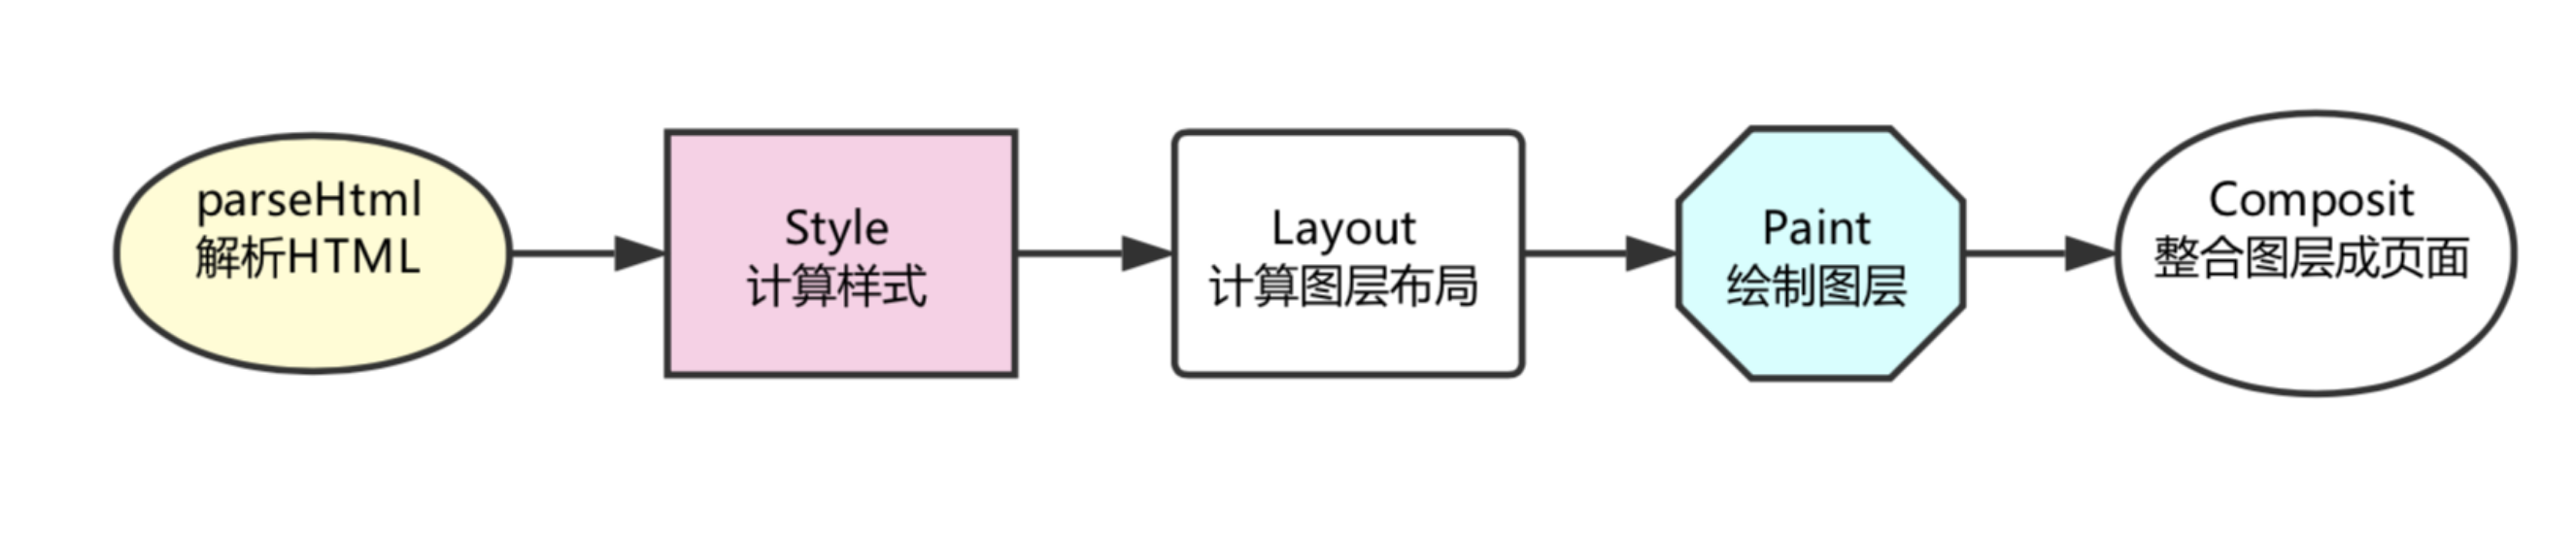 parseHtml
解析HTML
Style
计算样式
Layout
计算图层布局
Paint
绘制图层
Composit
整合图层成页面